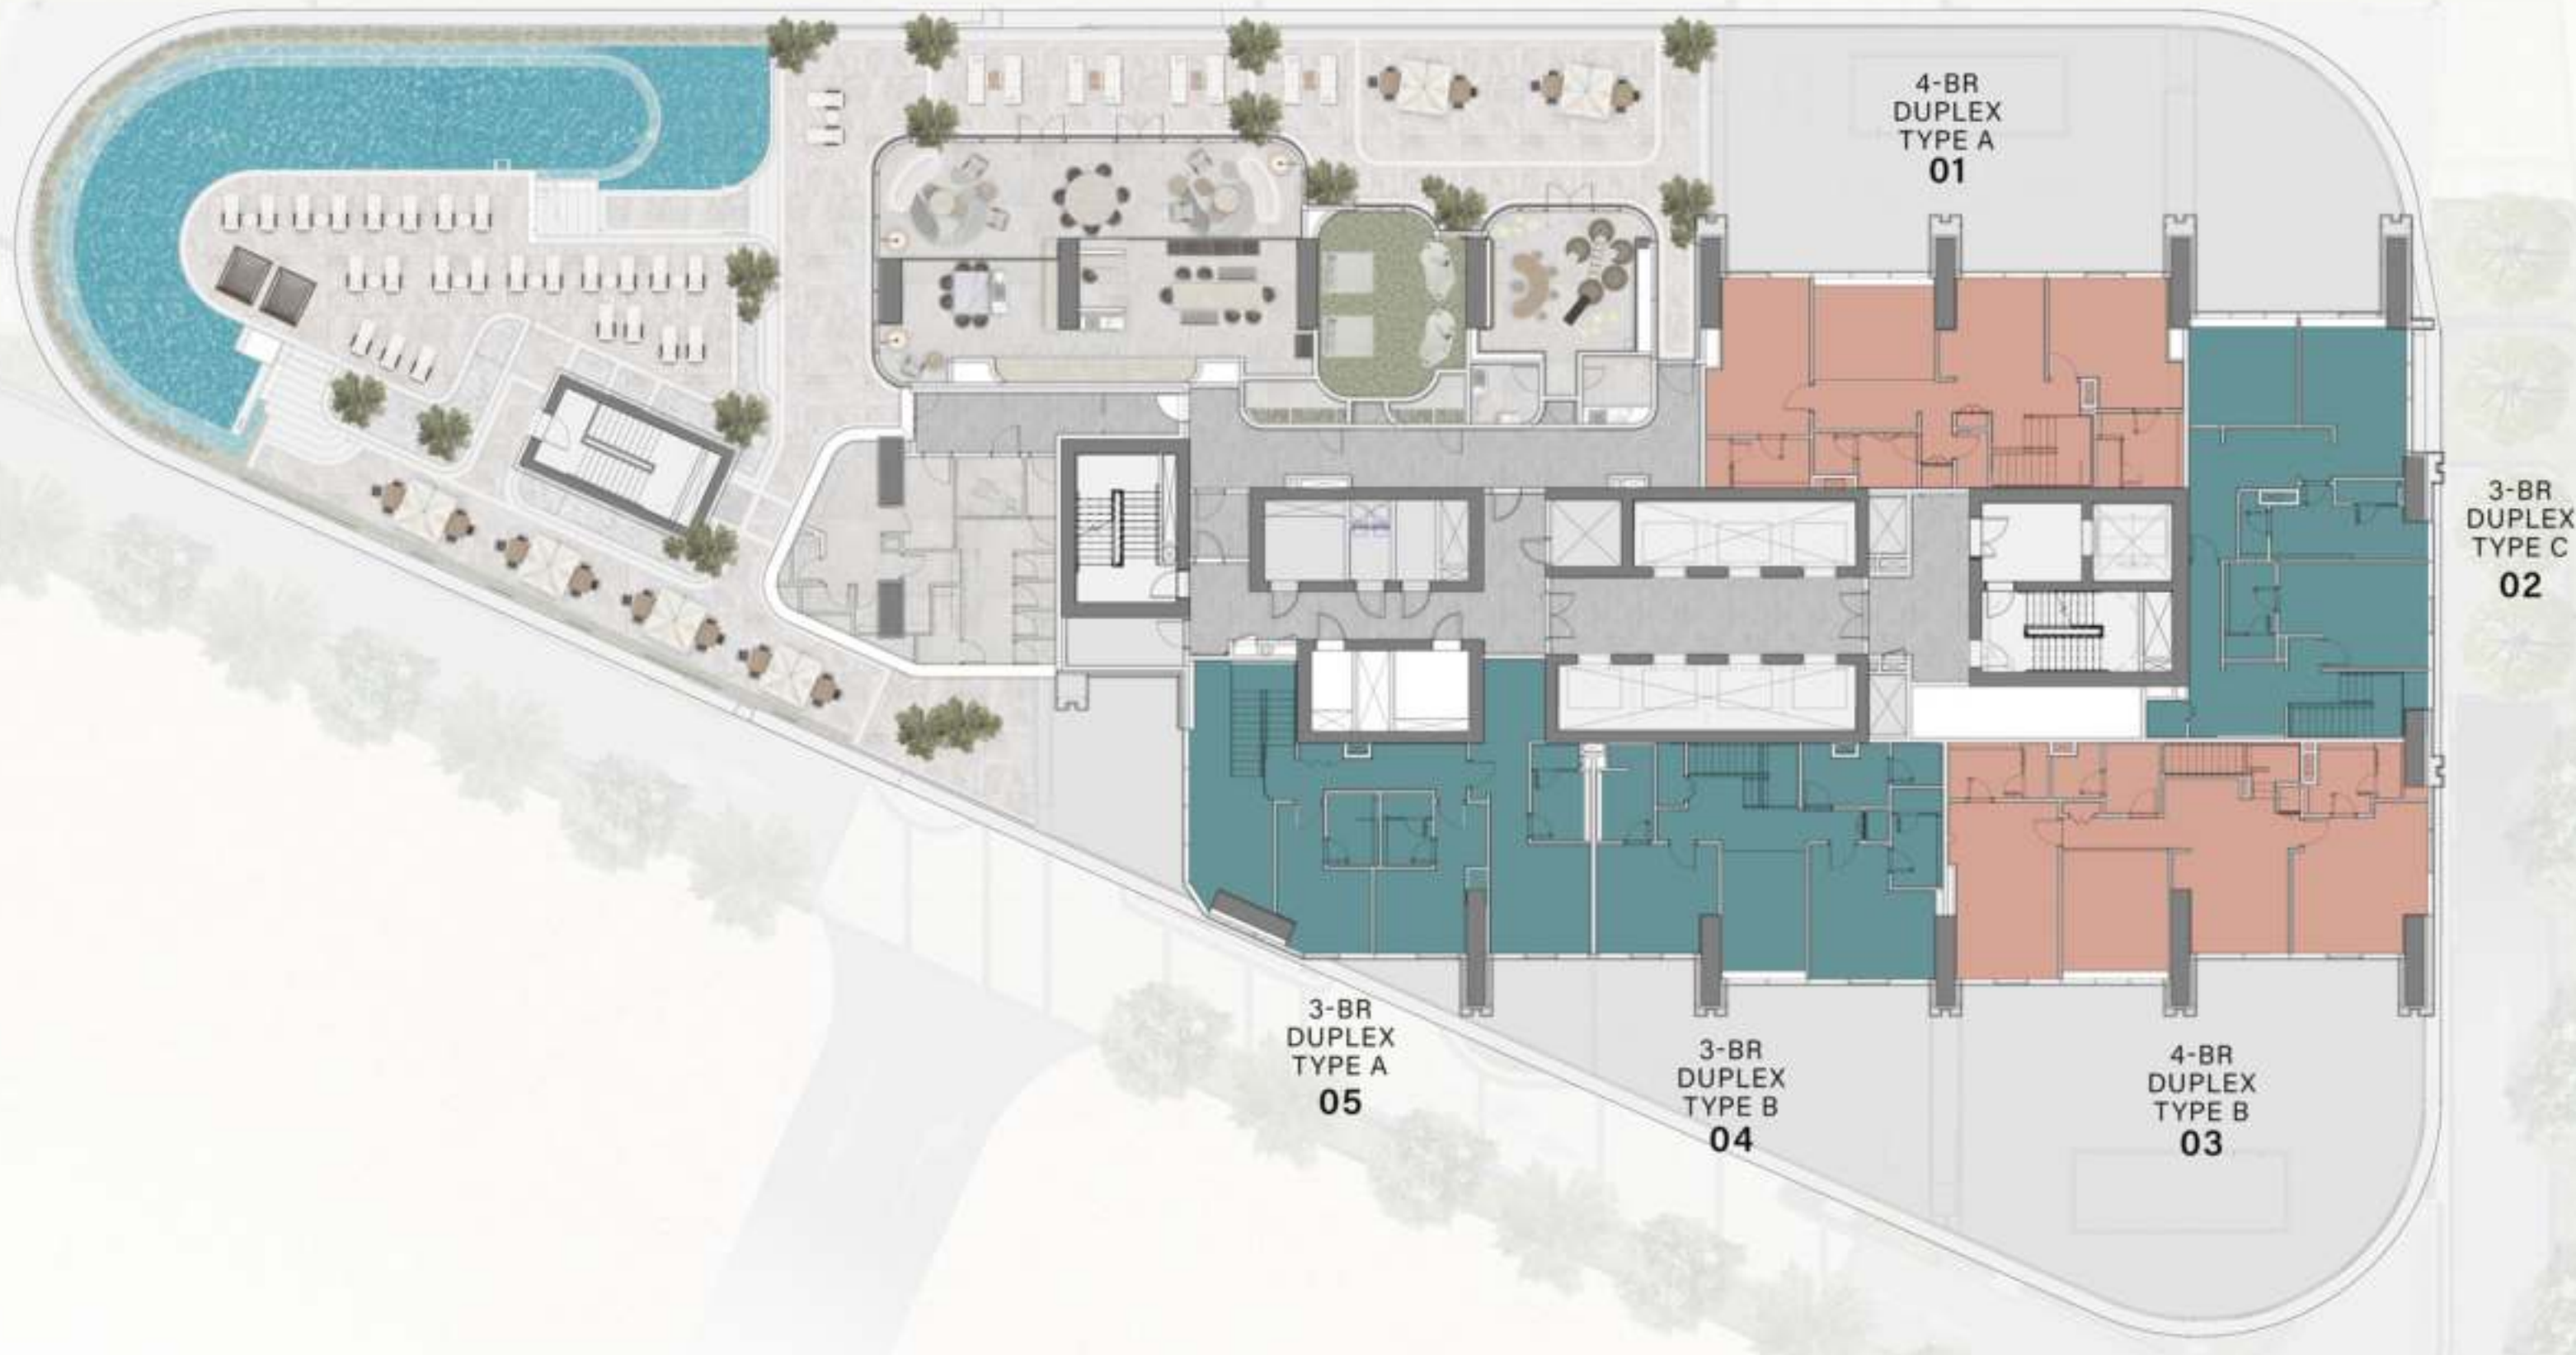 4-BR
DUPLEX
TYPE A
01
3-BR
DUPLEX
TYPE C
02
3-BR
DUPLEX
TYPE A
05
3-BR
DUPLEX
TYPE B
04
4-BR
DUPLEX
TYPE B
03